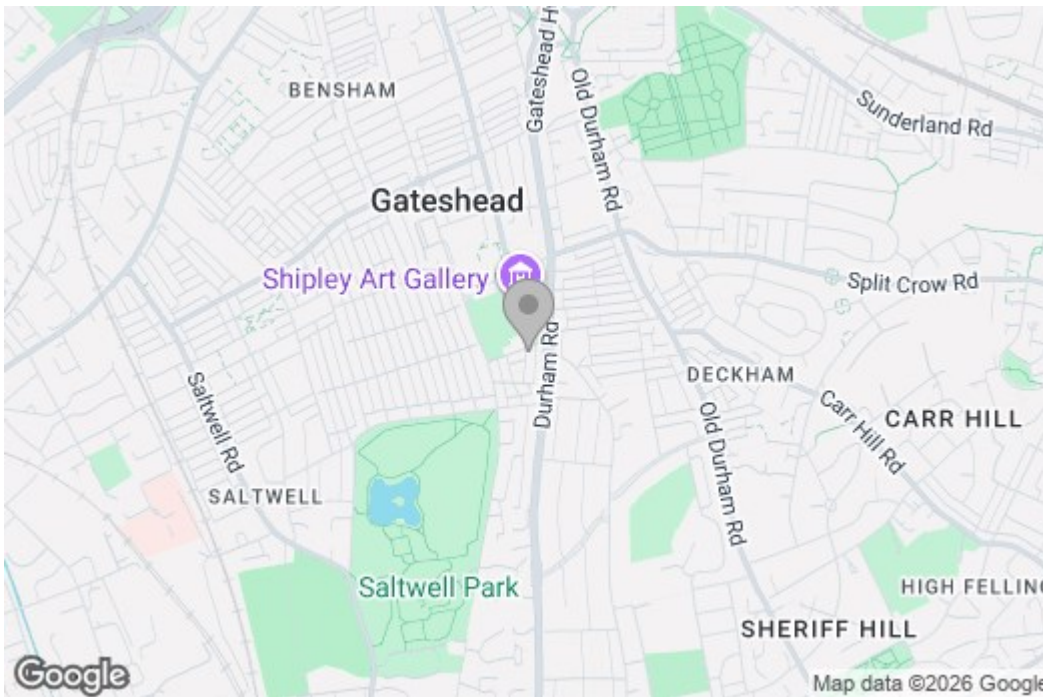 Gateshead H
BENSHAM
Old Durham Rd
Sunderland Rd
Gateshead
Shipley Art Gallery
Split Crow Rd
Durham Rd
DECKHAM
Saltwell Rd
Old Durham Rd
Carr Hill Rd
CARR HILL
SALTWELL
Saltwell Park
HIGH FELLING
SHERIFF HILL
Google
Map data ©2026 Google